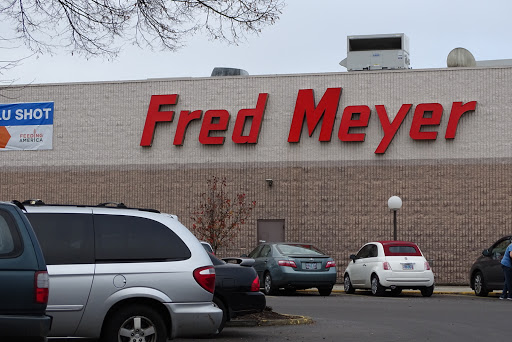 LU SHOT
FEEDING
AMERICA
Fred Meyer